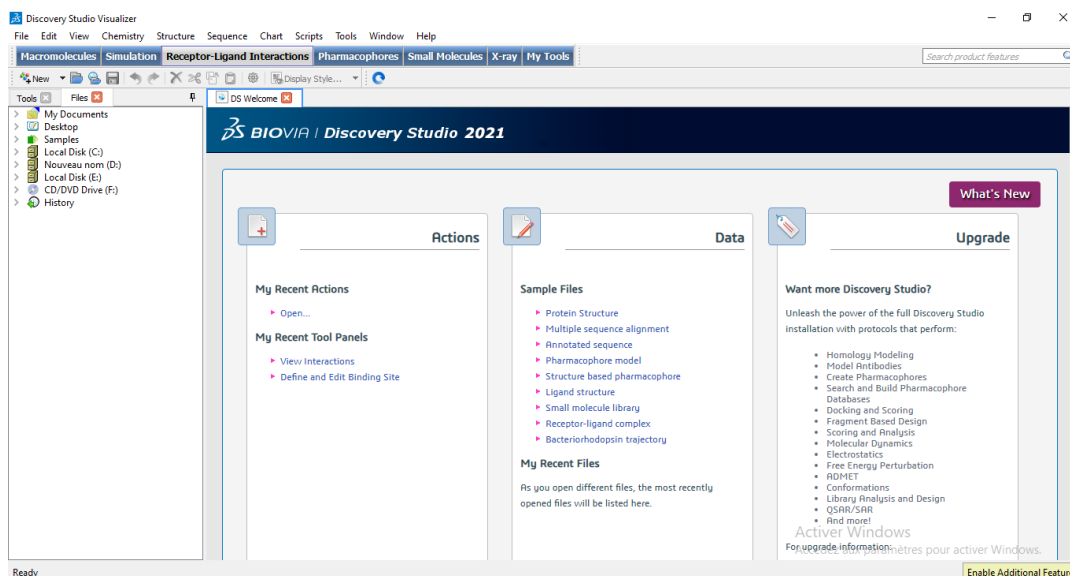 Discovery Studio Visualizer
File Edit View Chemistry Structure Sequence Chart Scripts Tools Window Help
Macromolecules Simulation Receptor-Ligand Interactions Pharmacophores Small Molecules X-ray My Tools
Search product features
New Display Style...
Tools Files DS Welcome
My Documents
Desktop
Samples
Local Disk (C:)
Nouveau nom (D:)
Local Disk (E:)
CD/DVD Drive (F:)
History
BIOVIA | Discovery Studio 2021
What's New
Actions
My Recent Actions
Open...
My Recent Tool Panels
View Interactions
Define and Edit Binding Site
Data
Sample Files
Protein Structure
Multiple sequence alignment
Annotated sequence
Pharmacophore model
Structure based pharmacophore
Ligand structure
Small molecule library
Receptor-ligand complex
Bacteriorhodopsin trajectory
My Recent Files
As you open different files, the most recently
opened files will be listed here.
Upgrade
Want more Discovery Studio?
Unleash the power of the full Discovery Studio
installation with protocols that perform:
Homology Modeling
Model Antibodies
Create Pharmacophores
Search and Build Pharmacophore
Databases
Docking and Scoring
Fragment Based Design
Scoring and Analysis
Molecular Dynamics
Electrostatics
Free Energy Perturbation
ADMET
Conformations
Library Analysis and Design
QSAR/SAR
And more!
Activer Windows
For upgrade information:
Accédez aux paramètres pour activer Windows.
Ready
Enable Additional Feature